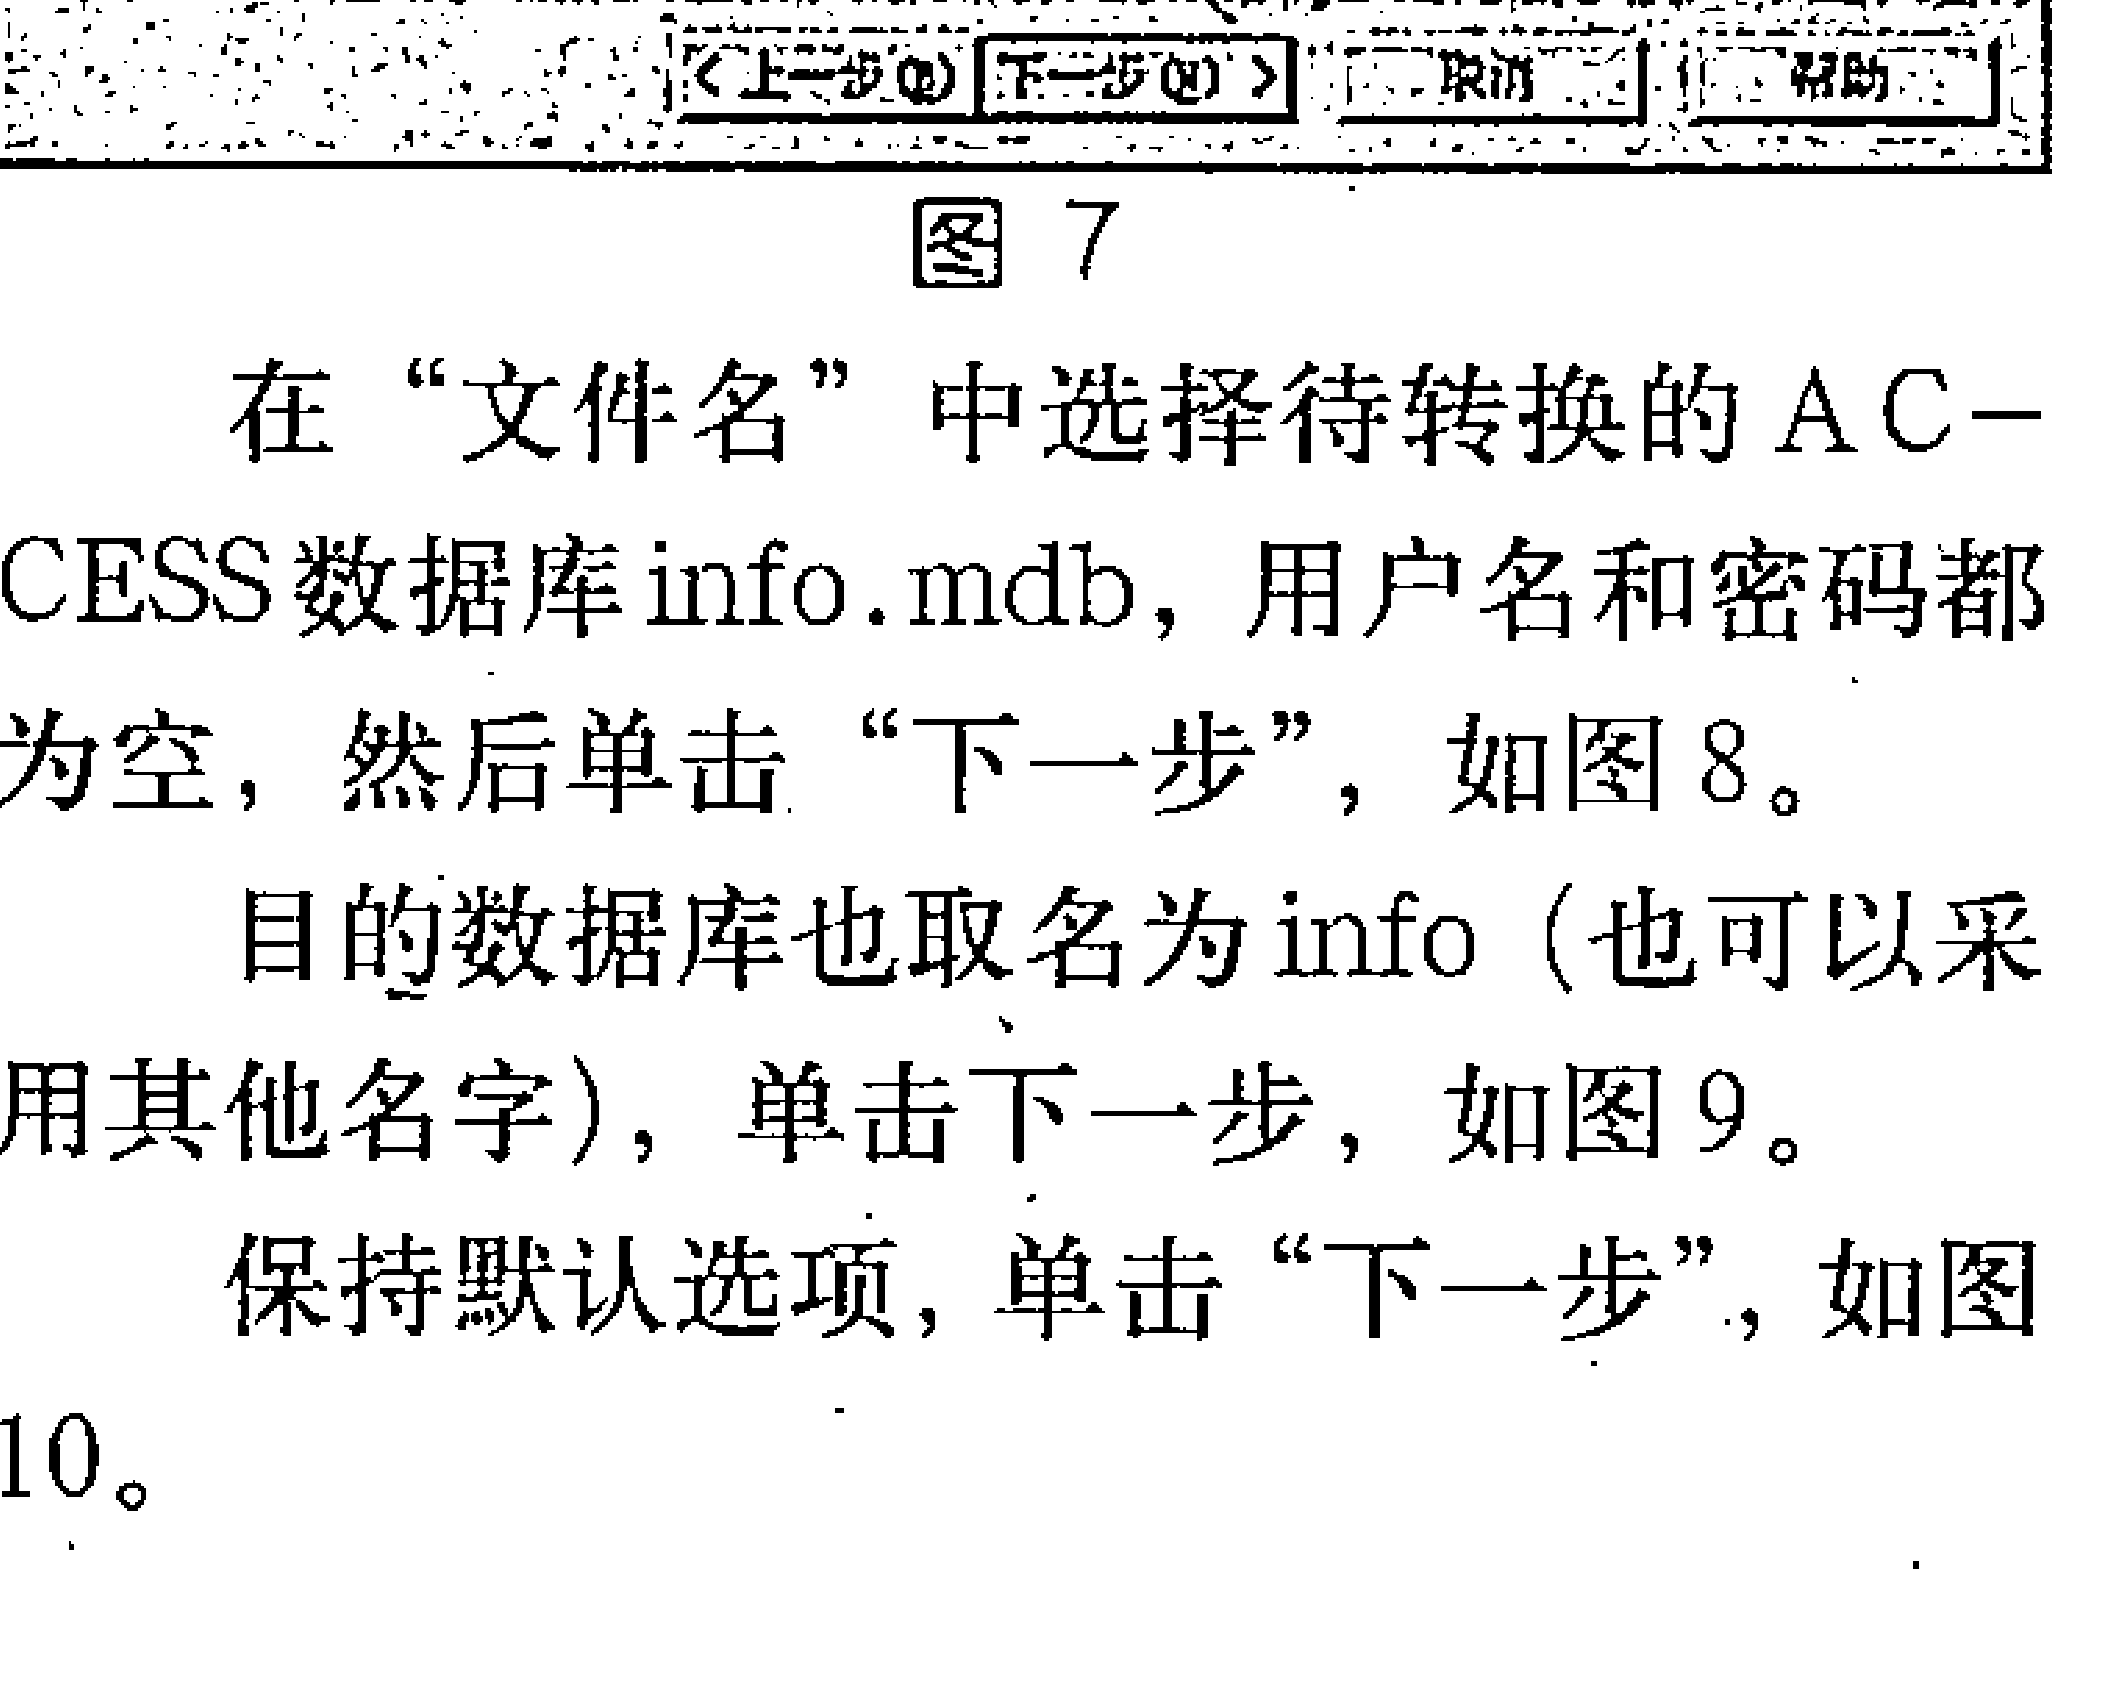 < 上一步(B) 下一步(N) > 取消 帮助
图 7
在“文件名”中选择待转换的AC-
CESS数据库info.mdb，用户名和密码都
为空，然后单击“下一步”，如图8。
目的数据库也取名为info（也可以采
用其他名字），单击下一步，如图9。
保持默认选项，单击“下一步”，如图
10。